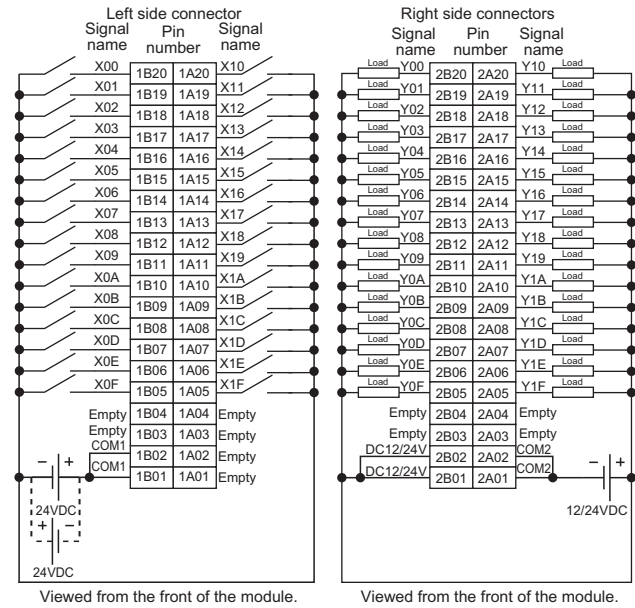 Left side connector
Signal name Pin number Signal name
X00 1B20 1A20 X10
X01 1B19 1A19 X11
X02 1B18 1A18 X12
X03 1B17 1A17 X13
X04 1B16 1A16 X14
X05 1B15 1A15 X15
X06 1B14 1A14 X16
X07 1B13 1A13 X17
X08 1B12 1A12 X18
X09 1B11 1A11 X19
X0A 1B10 1A10 X1A
X0B 1B09 1A09 X1B
X0C 1B08 1A08 X1C
X0D 1B07 1A07 X1D
X0E 1B06 1A06 X1E
X0F 1B05 1A05 X1F
Empty 1B04 1A04 Empty
Empty 1B03 1A03 Empty
COM1 1B02 1A02 Empty
COM1 1B01 1A01 Empty
− +
24VDC
+ −
24VDC
Viewed from the front of the module.
Right side connectors
Signal name Pin number Signal name
Load Y00 2B20 2A20 Y10 Load
Load Y01 2B19 2A19 Y11 Load
Load Y02 2B18 2A18 Y12 Load
Load Y03 2B17 2A17 Y13 Load
Load Y04 2B16 2A16 Y14 Load
Load Y05 2B15 2A15 Y15 Load
Load Y06 2B14 2A14 Y16 Load
Load Y07 2B13 2A13 Y17 Load
Load Y08 2B12 2A12 Y18 Load
Load Y09 2B11 2A11 Y19 Load
Load Y0A 2B10 2A10 Y1A Load
Load Y0B 2B09 2A09 Y1B Load
Load Y0C 2B08 2A08 Y1C Load
Load Y0D 2B07 2A07 Y1D Load
Load Y0E 2B06 2A06 Y1E Load
Load Y0F 2B05 2A05 Y1F Load
Empty 2B04 2A04 Empty
Empty 2B03 2A03 Empty
DC12/24V 2B02 2A02 COM2
DC12/24V 2B01 2A01 COM2
− +
12/24VDC
Viewed from the front of the module.